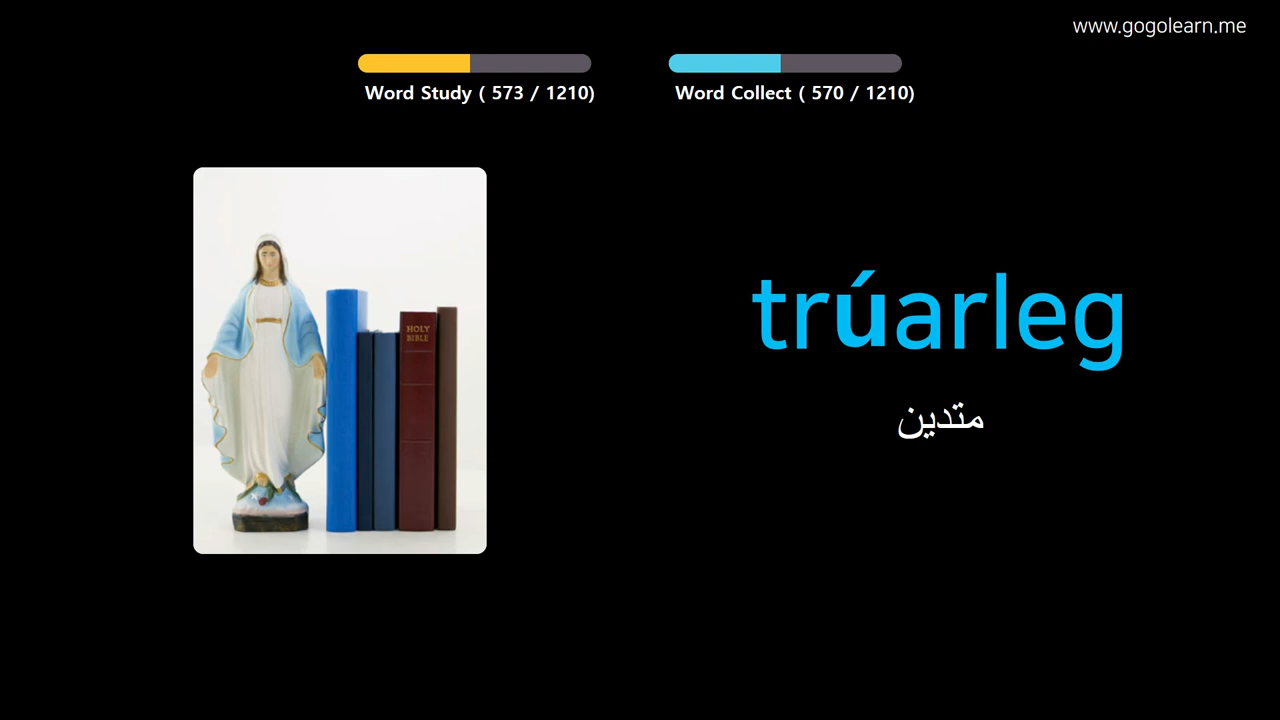 www.gogolearn.me
Word Study ( 573 / 1210)
Word Collect ( 570 / 1210)
HOLY
BIBLE
trúarleg
متدين